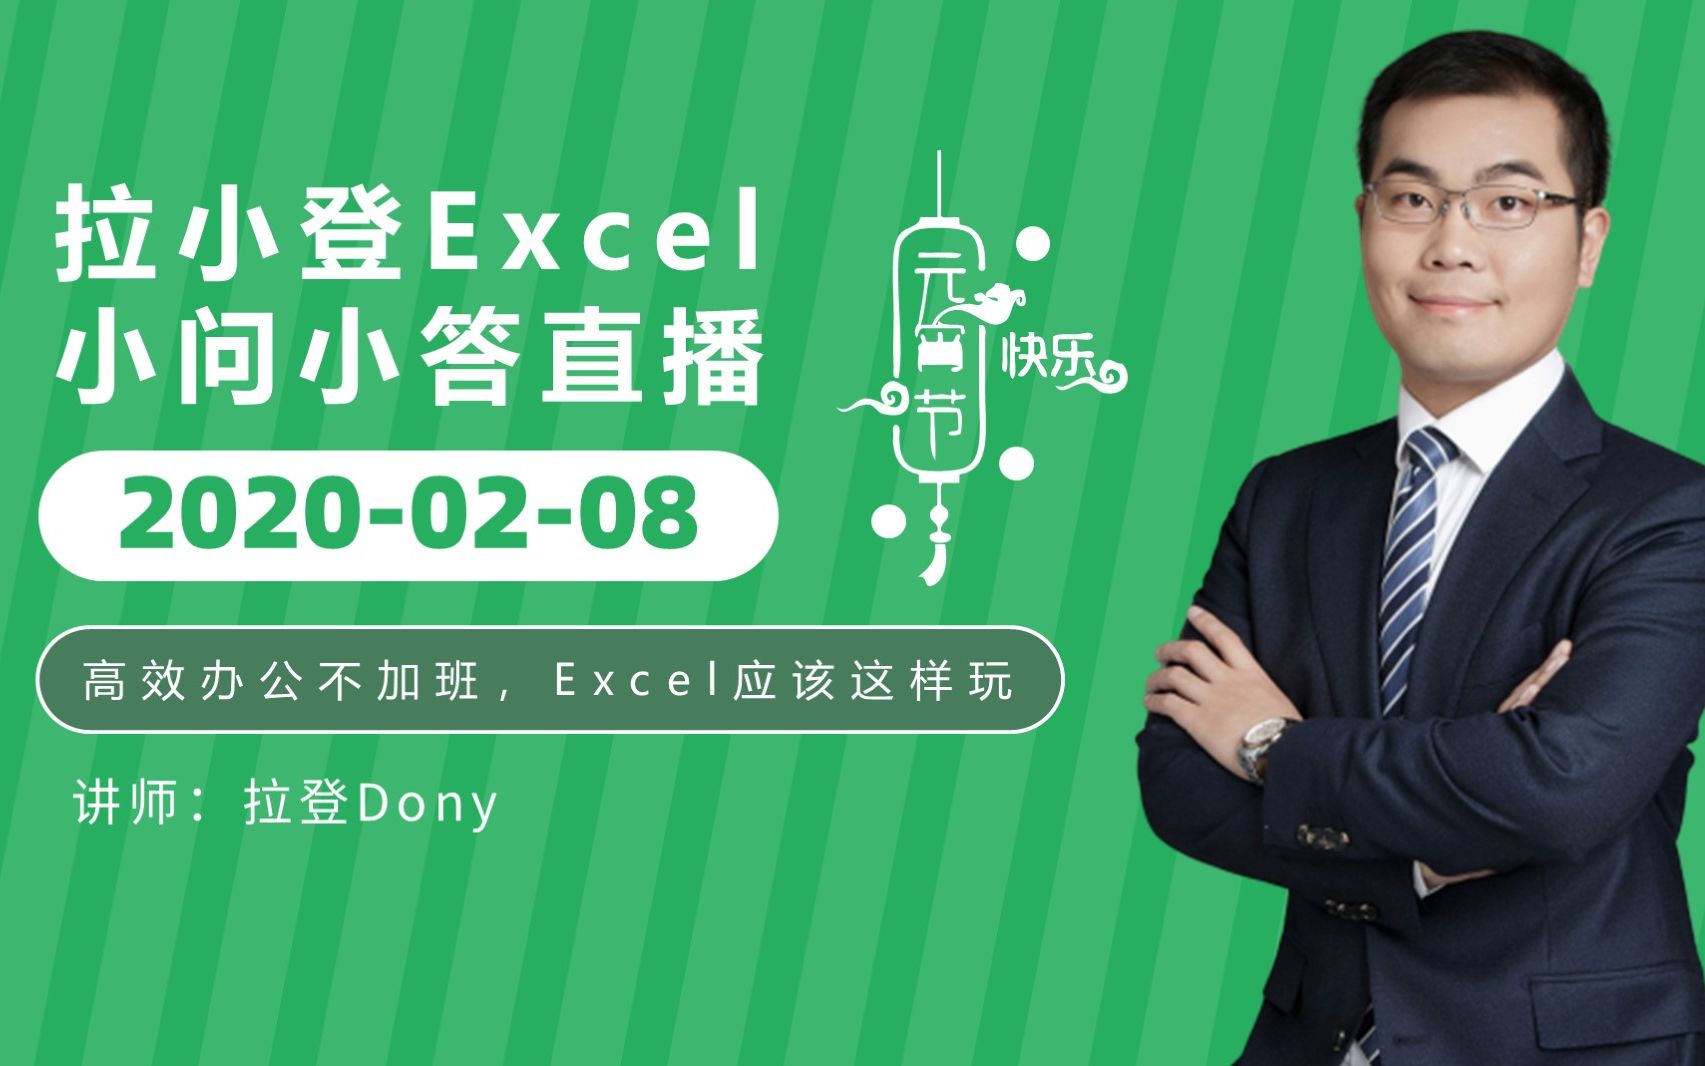 拉小登Excel
小问小答直播
元宵节
快乐
2020-02-08
高效办公不加班，Excel应该这样玩
讲师：拉登Dony